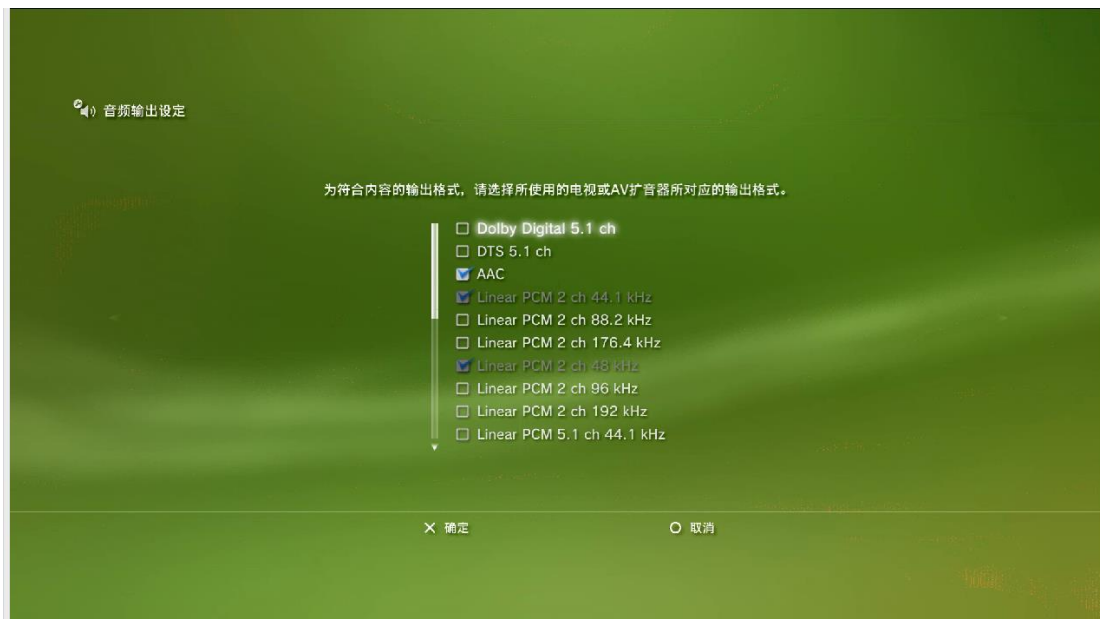 音频输出设定
为符合内容的输出格式，请选择所使用的电视或AV扩音器所对应的输出格式。
Dolby Digital 5.1 ch
DTS 5.1 ch
AAC
Linear PCM 2 ch 44.1 kHz
Linear PCM 2 ch 88.2 kHz
Linear PCM 2 ch 176.4 kHz
Linear PCM 2 ch 48 kHz
Linear PCM 2 ch 96 kHz
Linear PCM 2 ch 192 kHz
Linear PCM 5.1 ch 44.1 kHz
确定 取消